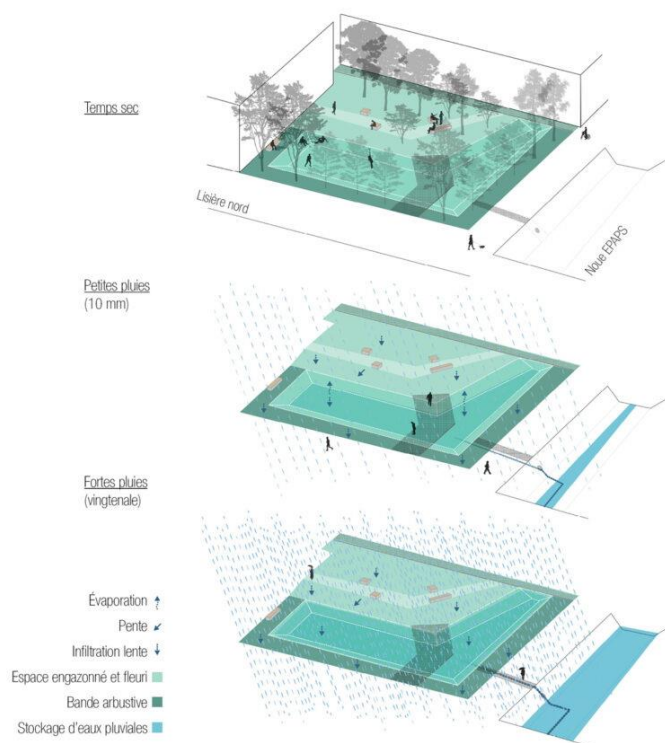 Temps sec
Lisière nord
Noue EPAPS
Petites pluies
(10 mm)
Fortes pluies
(vingtenale)
Évaporation
Pente
Infiltration lente
Espace engazonné et fleuri
Bande arbustive
Stockage d'eaux pluviales